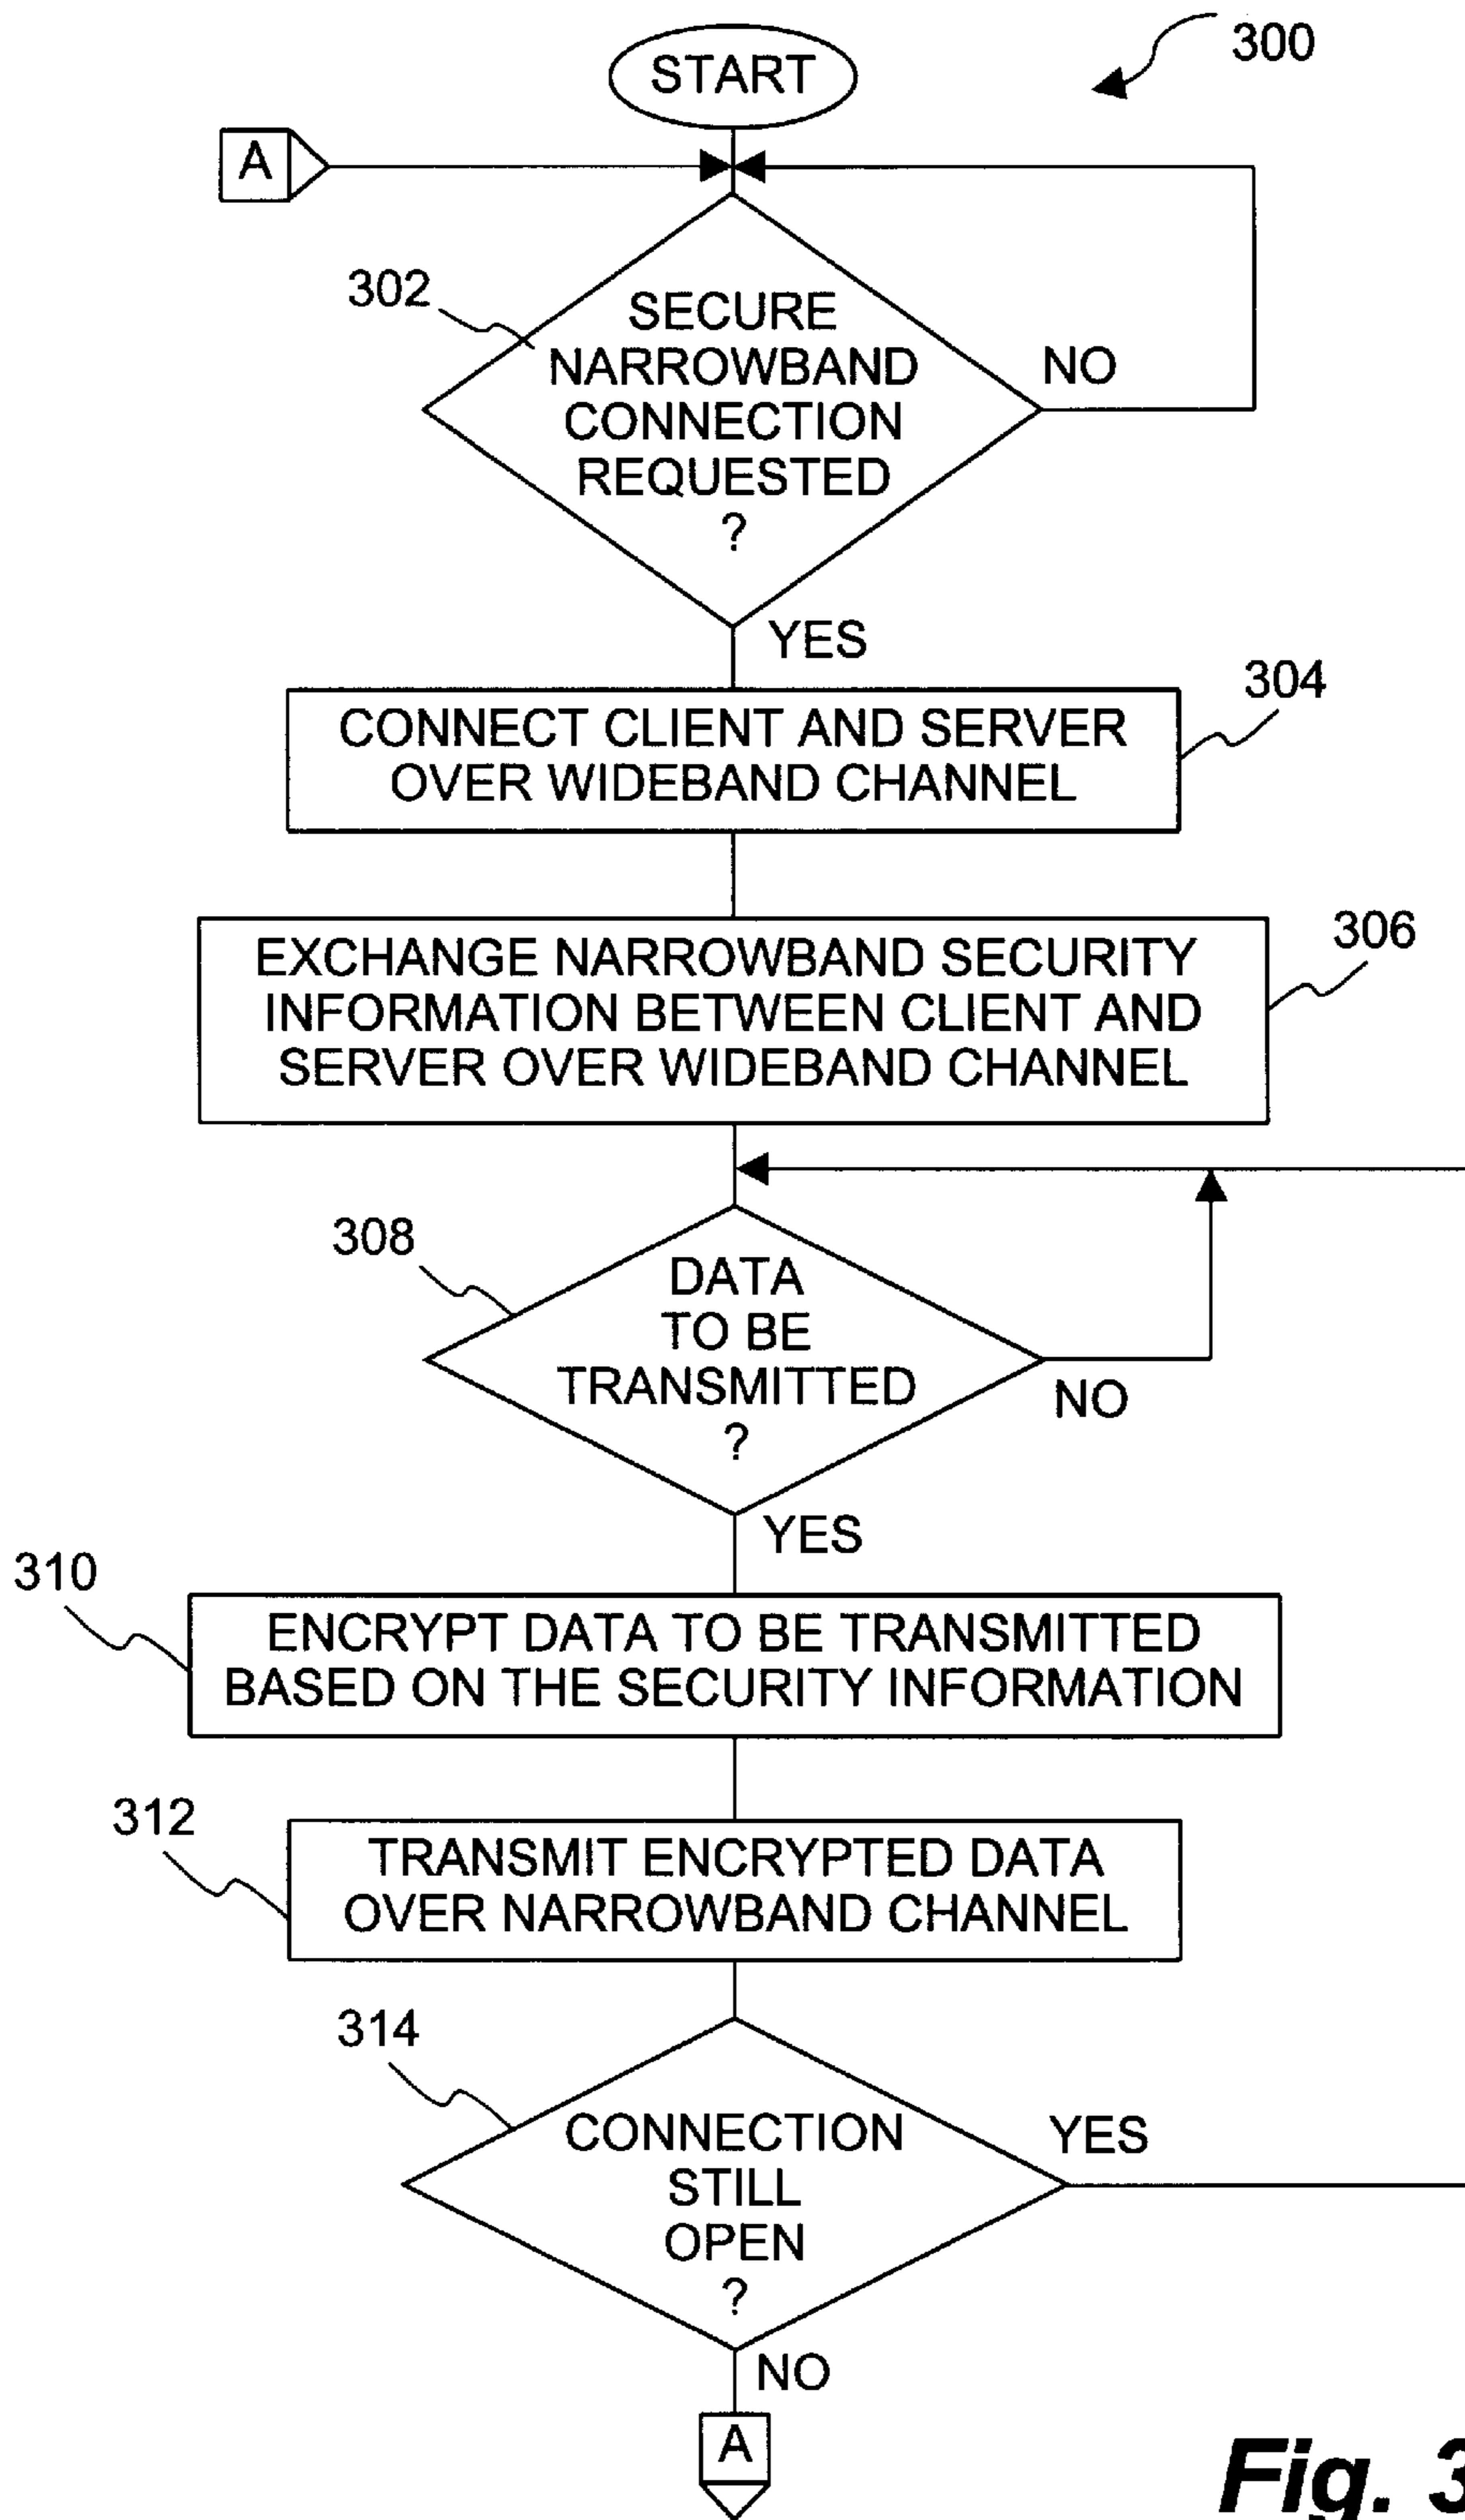 300
START
A
302
SECURE
NARROWBAND
CONNECTION
REQUESTED
?
NO
YES
304
CONNECT CLIENT AND SERVER
OVER WIDEBAND CHANNEL
306
EXCHANGE NARROWBAND SECURITY
INFORMATION BETWEEN CLIENT AND
SERVER OVER WIDEBAND CHANNEL
308
DATA
TO BE
TRANSMITTED
?
NO
YES
310
ENCRYPT DATA TO BE TRANSMITTED
BASED ON THE SECURITY INFORMATION
312
TRANSMIT ENCRYPTED DATA
OVER NARROWBAND CHANNEL
314
CONNECTION
STILL
OPEN
?
YES
NO
A
Fig. 3